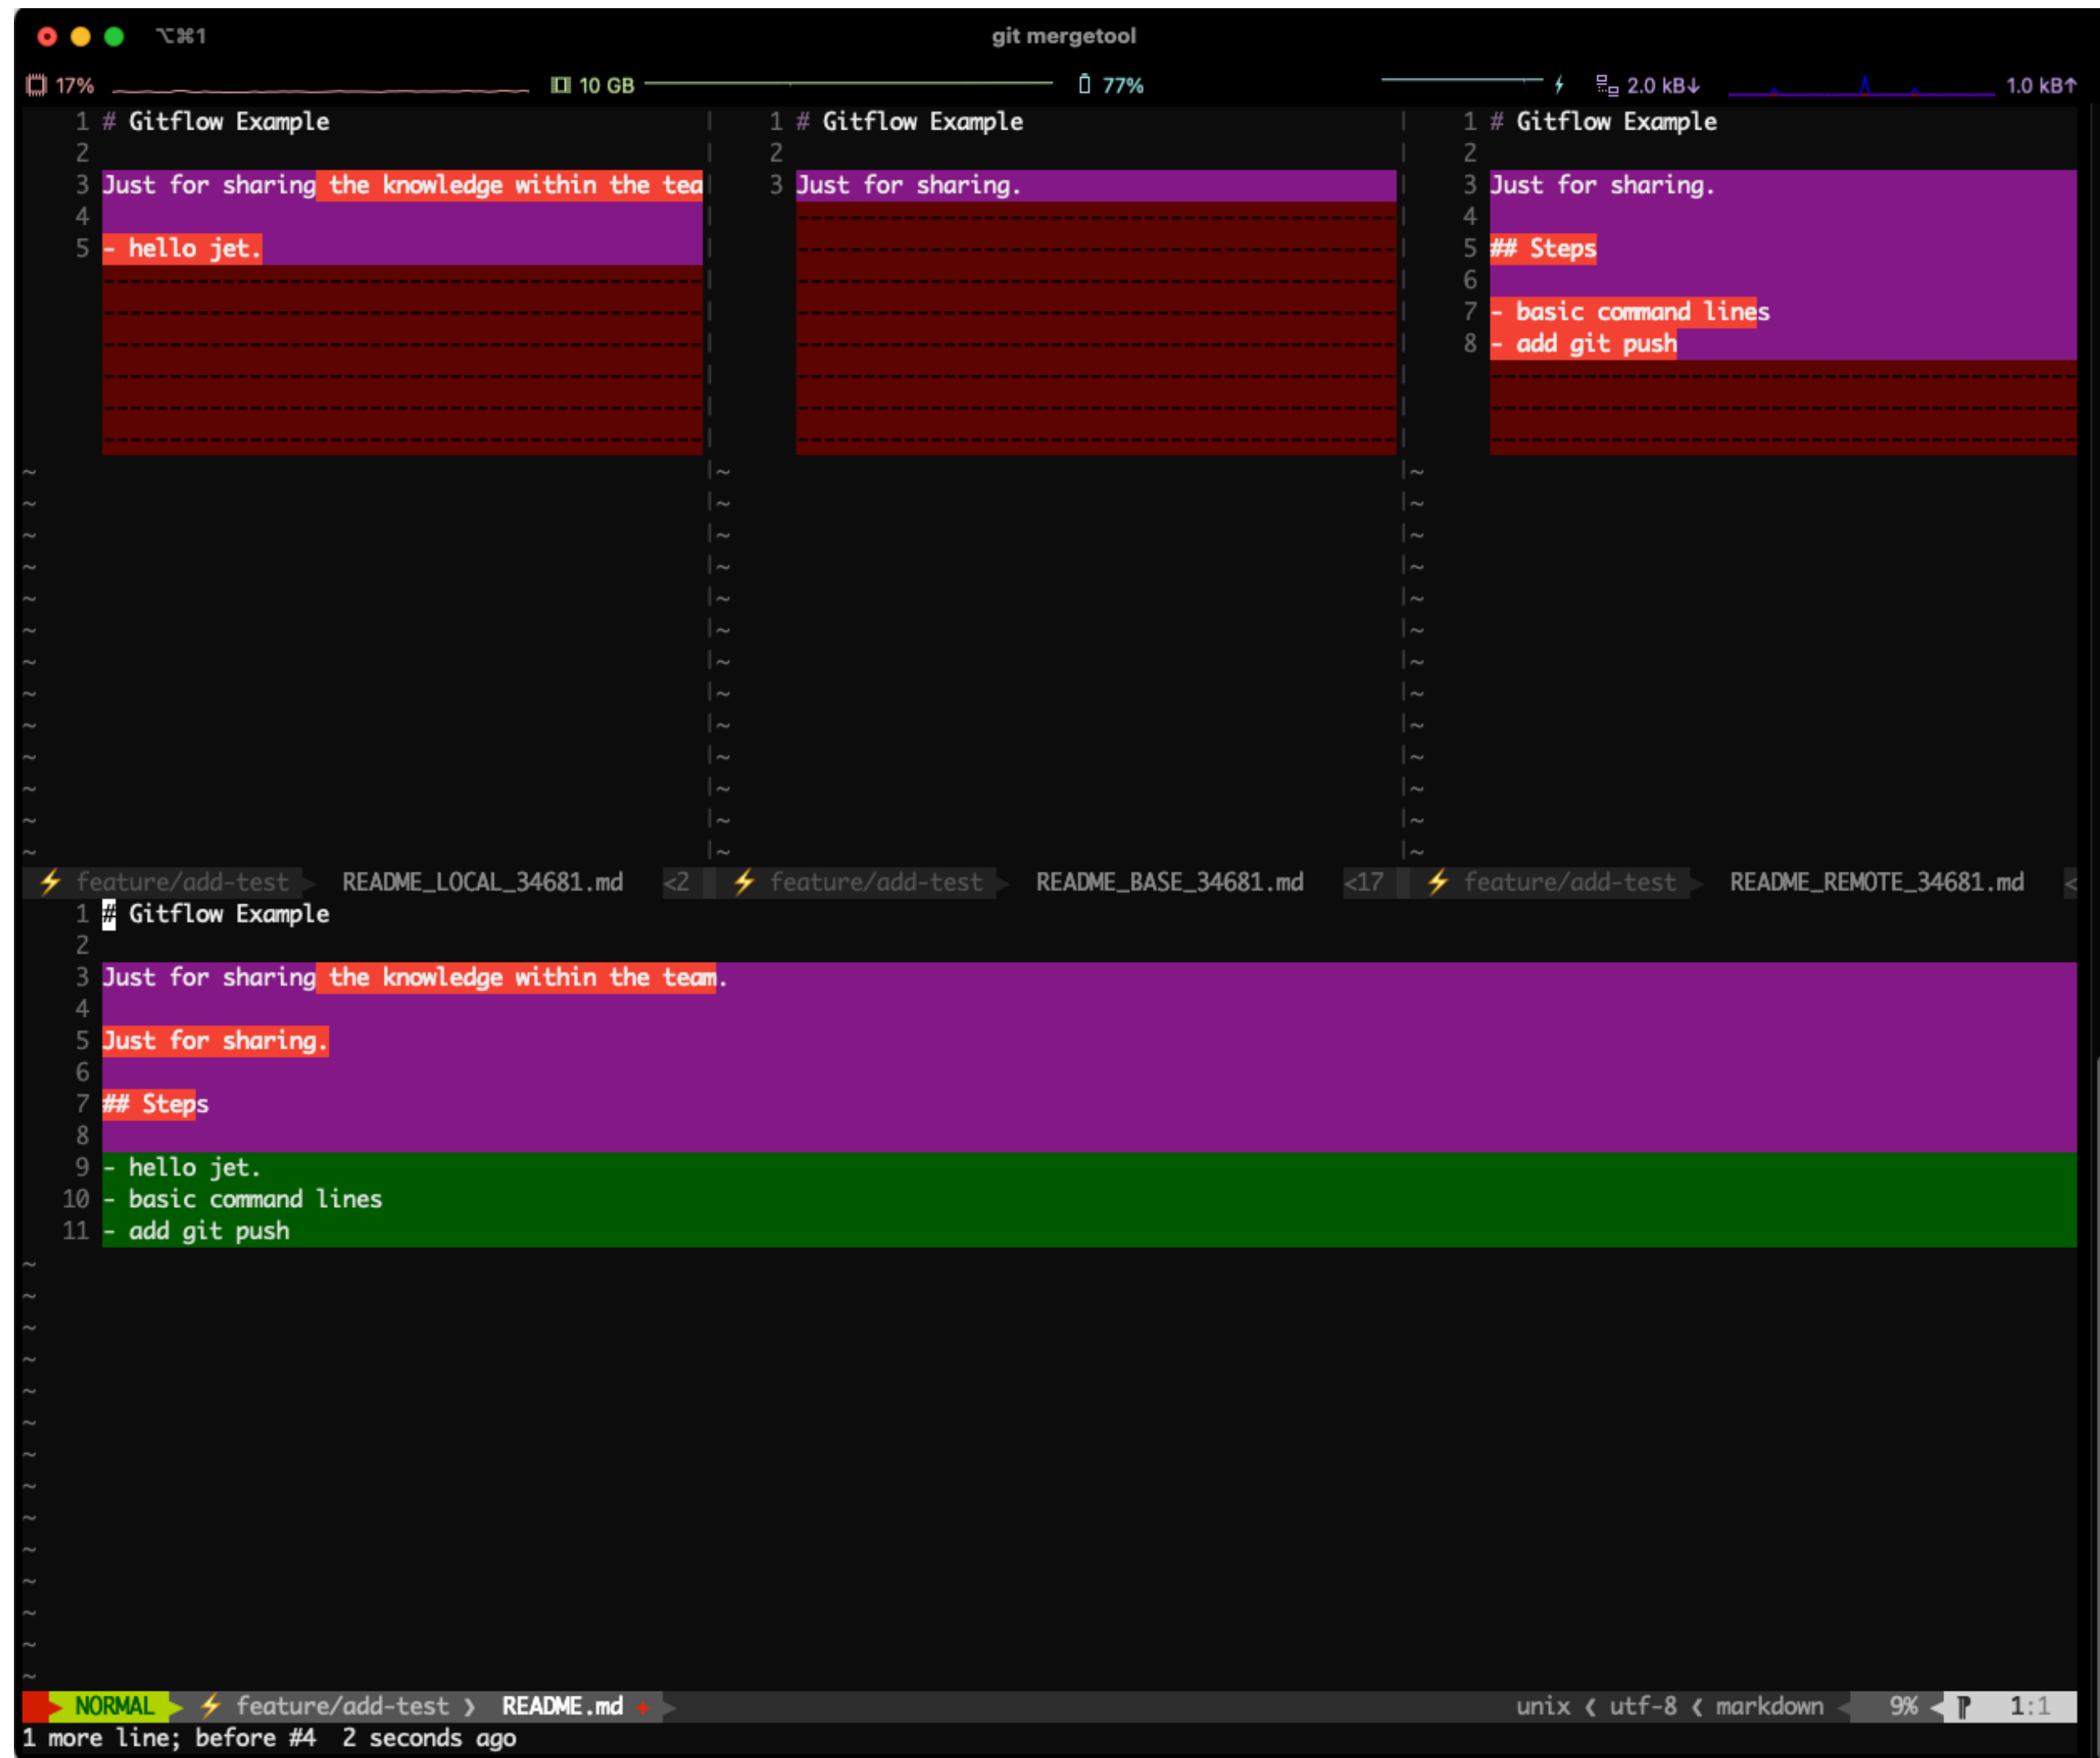 ⌥⌘1 git mergetool
17% 10 GB 77% 2.0 kB↓ 1.0 kB↑
1 # Gitflow Example
2
3 Just for sharing the knowledge within the tea
4
5 - hello jet.
~
~
~
~
~
~
~
~
~
~
~
~
~
feature/add-test README_LOCAL_34681.md <2
1 # Gitflow Example
2
3 Just for sharing.
~
~
~
~
~
~
~
~
~
~
~
~
~
feature/add-test README_BASE_34681.md <17
1 # Gitflow Example
2
3 Just for sharing.
4
5 ## Steps
6
7 - basic command lines
8 - add git push
~
~
~
~
~
~
~
~
~
~
~
~
~
feature/add-test README_REMOTE_34681.md <
1 # Gitflow Example
2
3 Just for sharing the knowledge within the team.
4
5 Just for sharing.
6
7 ## Steps
8
9 - hello jet.
10 - basic command lines
11 - add git push
~
~
~
~
~
~
~
~
~
~
~
~
~
~
NORMAL feature/add-test ❯ README.md + unix ❮ utf-8 ❮ markdown 9% 1:1
1 more line; before #4 2 seconds ago